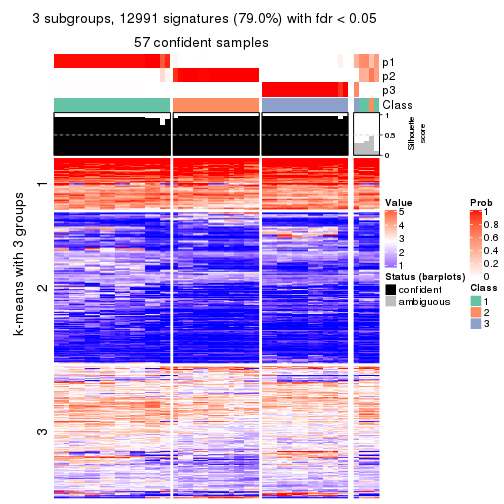 3 subgroups, 12991 signatures (79.0%) with fdr < 0.05
57 confident samples
p1
p2
p3
Class
1
0.5
0
Silhouette
score
k-means with 3 groups
1
2
3
Value
5
4
3
2
1
Status (barplots)
confident
ambiguous
Prob
1
0.8
0.6
0.4
0.2
0
Class
1
2
3